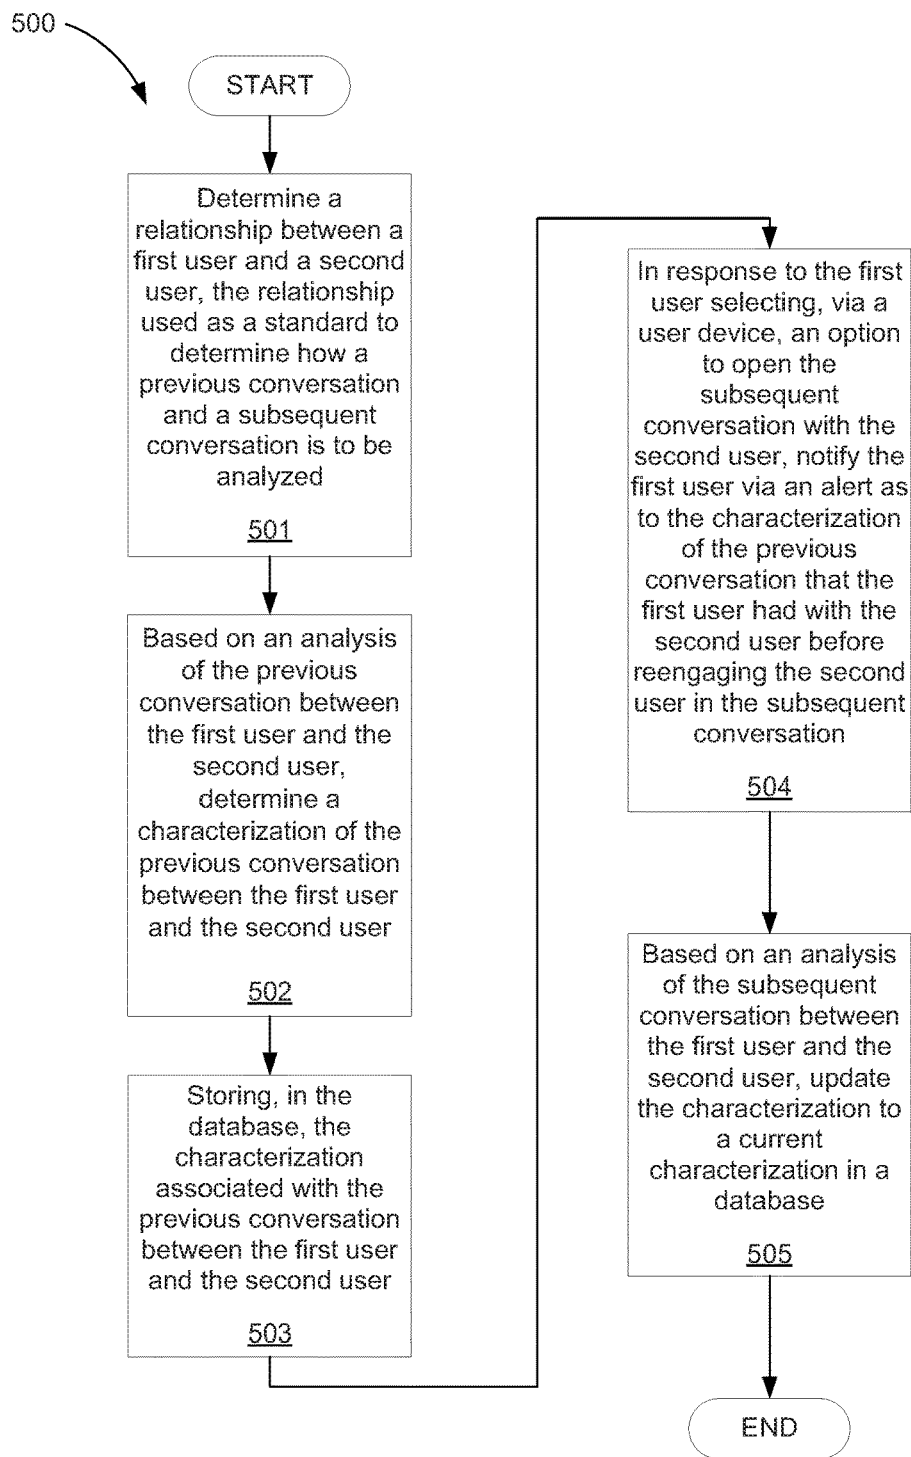 500
START
Determine a
relationship between a
first user and a second
user, the relationship
used as a standard to
determine how a
previous conversation
and a subsequent
conversation is to be
analyzed
501
Based on an analysis
of the previous
conversation between
the first user and the
second user,
determine a
characterization of the
previous conversation
between the first user
and the second user
502
Storing, in the
database, the
characterization
associated with the
previous conversation
between the first user
and the second user
503
In response to the first
user selecting, via a
user device, an option
to open the
subsequent
conversation with the
second user, notify the
first user via an alert as
to the characterization
of the previous
conversation that the
first user had with the
second user before
reengaging the second
user in the subsequent
conversation
504
Based on an analysis
of the subsequent
conversation between
the first user and the
second user, update
the characterization to
a current
characterization in a
database
505
END